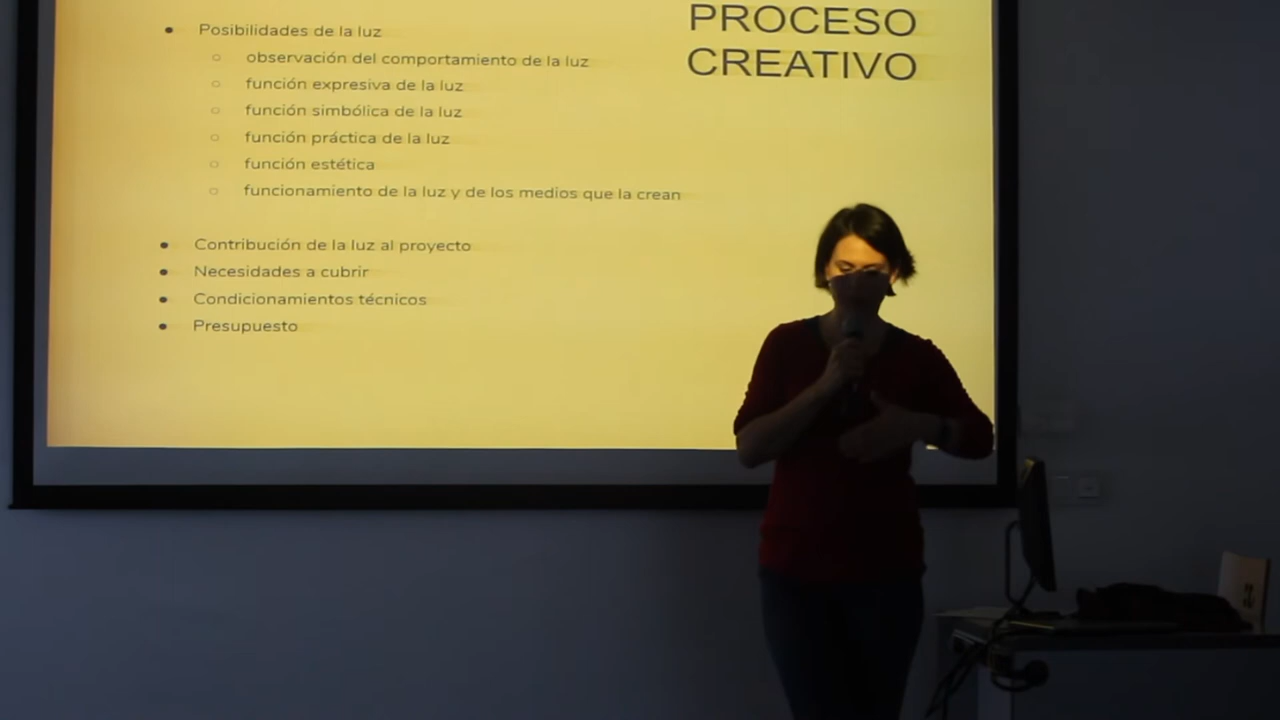 PROCESO
CREATIVO
Posibilidades de la luz
observación del comportamiento de la luz
función expresiva de la luz
función simbólica de la luz
función práctica de la luz
función estética
funcionamiento de la luz y de los medios que la crean
Contribución de la luz al proyecto
Necesidades a cubrir
Condicionamientos técnicos
Presupuesto